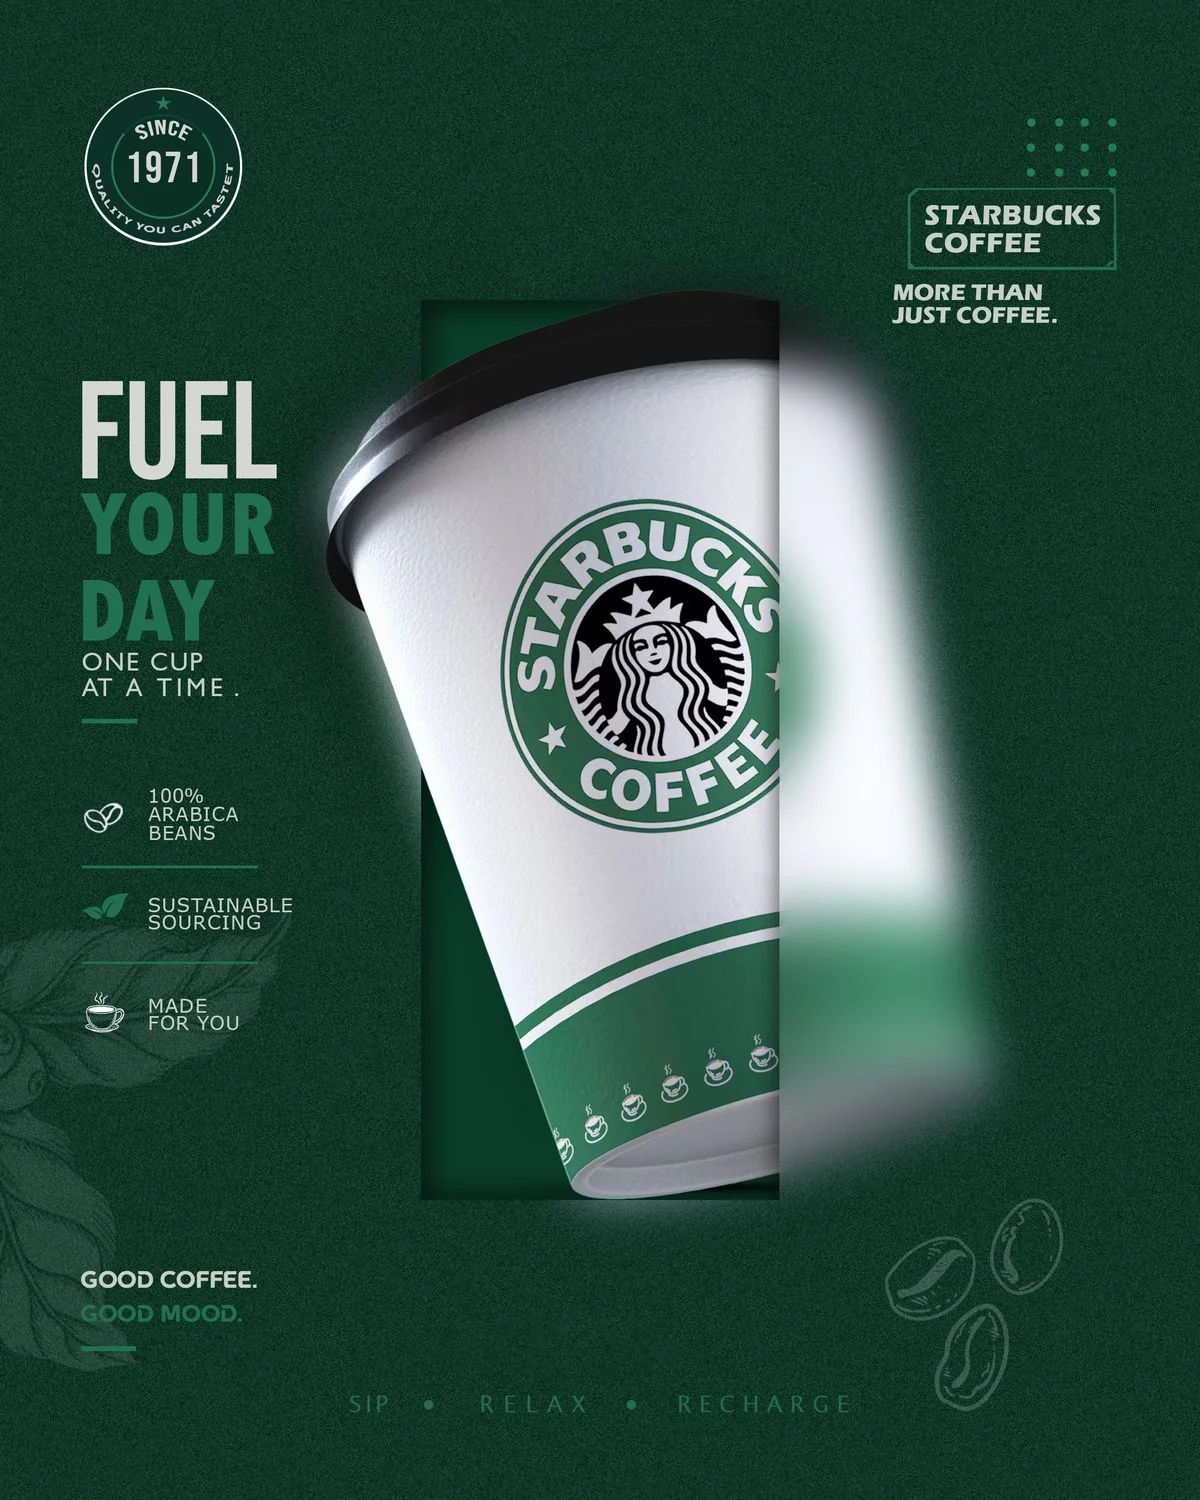 SINCE
1971
QUALITY YOU CAN TASTET
STARBUCKS
COFFEE
MORE THAN
JUST COFFEE.
FUEL
YOUR
DAY
ONE CUP
AT A TIME .
STARBUCKS
COFFEE
100%
ARABICA
BEANS
SUSTAINABLE
SOURCING
MADE
FOR YOU
GOOD COFFEE.
GOOD MOOD.
SIP • RELAX • RECHARGE